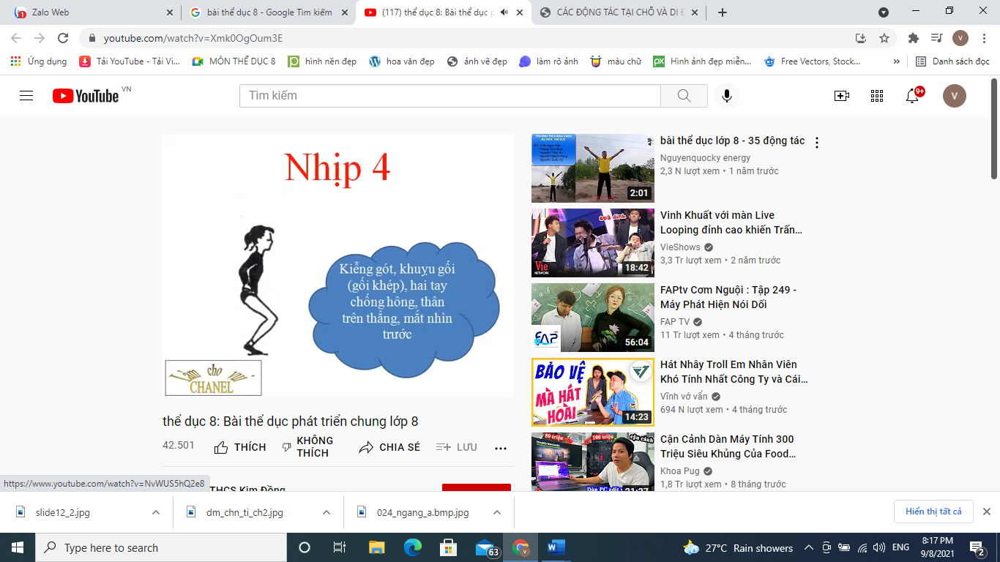 Zalo Web
bài thể dục 8 - Google Tìm kiếm
(117) thể dục 8: Bài thể dục p
CÁC ĐỘNG TÁC TẠI CHỖ VÀ DI Đ
youtube.com/watch?v=Xmk0OgOum3E
V
Ứng dụng
Tải YouTube - Tải Vi...
MÔN THỂ DỤC 8
hình nền đẹp
hoa văn đẹp
ảnh vẽ đẹp
làm rõ ảnh
màu chữ
Hình ảnh đẹp miễn...
Free Vectors, Stock...
Danh sách đọc
YouTube VN
Tìm kiếm
9+
V
Nhịp 4
Kiễng gót, khuỵu gối
(gối khép), hai tay
chống hông, thân
trên thẳng, mắt nhìn
trước
cho
CHANEL
thể dục 8: Bài thể dục phát triển chung lớp 8
42.501
THÍCH
KHÔNG
THÍCH
CHIA SẺ
LƯU
THCS Kim Đồng
https://www.youtube.com/watch?v=NvWUS5hQ2e8
2:01
bài thể dục lớp 8 - 35 động tác
Nguyenquocky energy
2,3 N lượt xem • 1 năm trước
Quá đỉnh
Vie
NETWORK
18:42
Vinh Khuất với màn Live
Looping đỉnh cao khiến Trấn...
VieShows
3,3 Tr lượt xem • 2 năm trước
FAP
56:04
FAPtv Cơm Nguội : Tập 249 -
Máy Phát Hiện Nói Dối
FAP TV
11 Tr lượt xem • 4 tháng trước
BẢO VỆ
MÀ HÁT
HOÀI
14:23
Hát Nhây Troll Em Nhân Viên
Khó Tính Nhất Công Ty và Cái...
Vĩnh vớ vẩn
694 N lượt xem • 4 tháng trước
80 triệu
100 triệu
cận cảnh
21:27
Cận Cảnh Dàn Máy Tính 300
Triệu Siêu Khủng Của Food...
Khoa Pug
1,8 Tr lượt xem • 8 tháng trước
slide12_2.jpg
dm_chn_ti_ch2.jpg
024_ngang_a.bmp.jpg
Hiển thị tất cả
Type here to search
63
27°C Rain showers
ENG
8:17 PM
9/8/2021
2